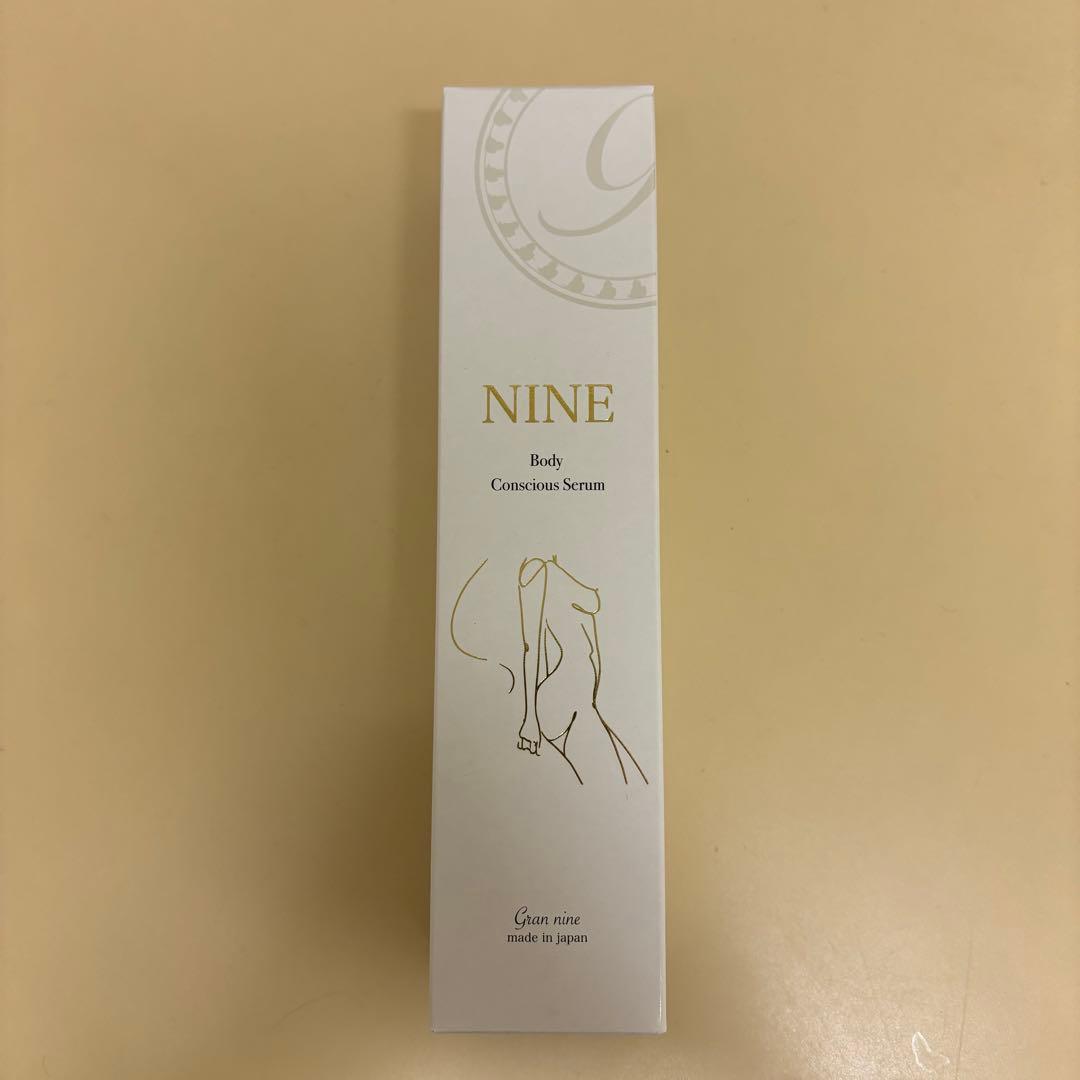 NINE
Body
Conscious Serum
Gran nine
made in japan